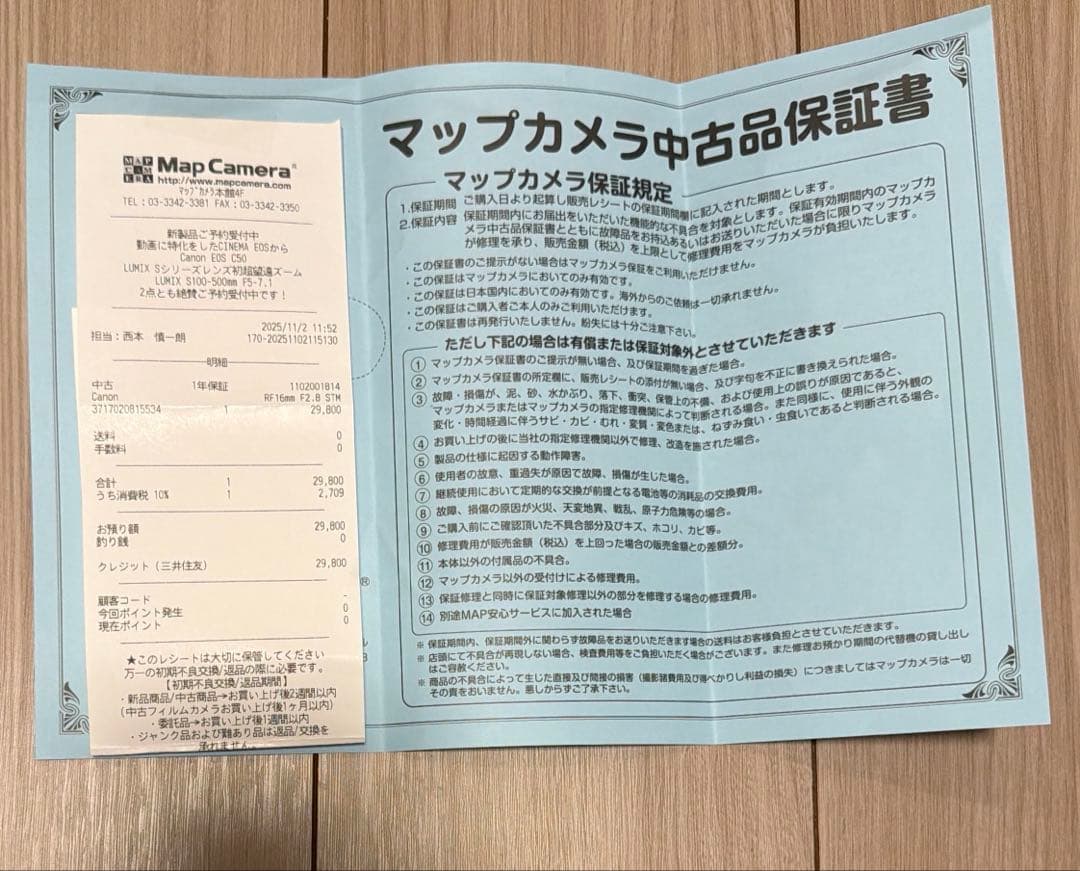 MAP CAMERA Map Camera®
http://www.mapcamera.com
マップカメラ本館4F
TEL：03-3342-3381 FAX：03-3342-3350
新製品ご予約受付中
動画に特化をしたCINEMA EOSから
Canon EOS C50
LUMIX Sシリーズレンズ初超望遠ズーム
LUMIX S100-500mm F5-7.1
2点とも絶賛ご予約受付中です！
2025/11/2 11:52
担当：西本 慎一朗 170-20251102115130
明細
中古 1年保証 1102001814
Canon RF16mm F2.8 STM
3717020815534 1 29,800
送料 0
手数料 0
合計 1 29,800
うち消費税 10% 1 2,709
お預り額 29,800
釣り銭 0
クレジット（三井住友） 29,800
顧客コード -
今回ポイント発生 0
現在ポイント 0
★このレシートは大切に保管してください
万一の初期不良交換/返品の際に必要です。
【初期不良交換/返品期間】
・新品商品/中古商品→お買い上げ後2週間以内
（中古フィルムカメラお買い上げ後1ヶ月以内）
・委託品→お買い上げ後1週間以内
・ジャンク品および難あり品は返品/交換を
承れません。
マップカメラ中古品保証書
マップカメラ保証規定
1.保証期間 ご購入日より起算し販売レシートの保証期間欄に記入された期間とします。
2.保証内容 保証期間内にお届出をいただいた機能的な不具合を対象とします。保証有効期間内のマップカ
メラ中古品保証書とともに故障品をお持込あるいはお送りいただいた場合に限りマップカメラ
が修理を承り、販売金額（税込）を上限として修理費用をマップカメラが負担いたします。
・この保証書のご提示がない場合はマップカメラ保証をご利用いただけません。
・この保証はマップカメラにおいてのみ有効です。
・この保証は日本国内においてのみ有効です。海外からのご依頼は一切承れません。
・この保証はご購入者ご本人のみご利用いただけます。
・この保証書は再発行いたしません。紛失には十分ご注意下さい。
ただし下記の場合は有償または保証対象外とさせていただきます
① マップカメラ保証書のご提示が無い場合、及び保証期間を過ぎた場合。
② マップカメラ保証書の所定欄に、販売レシートの添付が無い場合、及び字句を不正に書き換えられた場合。
③ 故障・損傷が、泥、砂、水かぶり、落下、衝突、保管上の不備、および使用上の誤りが原因であると、
マップカメラまたはマップカメラの指定修理機関によって判断される場合。また同様に、使用に伴う外観の
変化・時間経過に伴うサビ・カビ・むれ・変質・変色または、ねずみ食い・虫食いであると判断される場合。
④ お買い上げの後に当社の指定修理機関以外で修理、改造を施された場合。
⑤ 製品の仕様に起因する動作障害。
⑥ 使用者の故意、重過失が原因で故障、損傷が生じた場合。
⑦ 継続使用において定期的な交換が前提となる電池等の消耗品の交換費用。
⑧ 故障、損傷の原因が火災、天変地異、戦乱、原子力危険等の場合。
⑨ ご購入前にご確認頂いた不具合部分及びキズ、ホコリ、カビ等。
⑩ 修理費用が販売金額（税込）を上回った場合の販売金額との差額分。
⑪ 本体以外の付属品の不具合。
⑫ マップカメラ以外の受付けによる修理費用。
⑬ 保証修理と同時に保証対象修理以外の部分を修理する場合の修理費用。
⑭ 別途MAP安心サービスに加入された場合
※ 保証期間内、保証期間外に関わらず故障品をお送りいただきます場合の送料はお客様負担とさせていただきます。
※ 店頭にて不具合が再現しない場合、検査費用等をご負担いただく場合がございます。また修理お預かり期間の代替機の貸し出し
はご容赦ください。
※ 商品の不具合によって生じた直接及び間接の損害（撮影諸費用及び得べかりし利益の損失）につきましてはマップカメラは一切
その責をおいません。悪しからずご了承下さい。
®